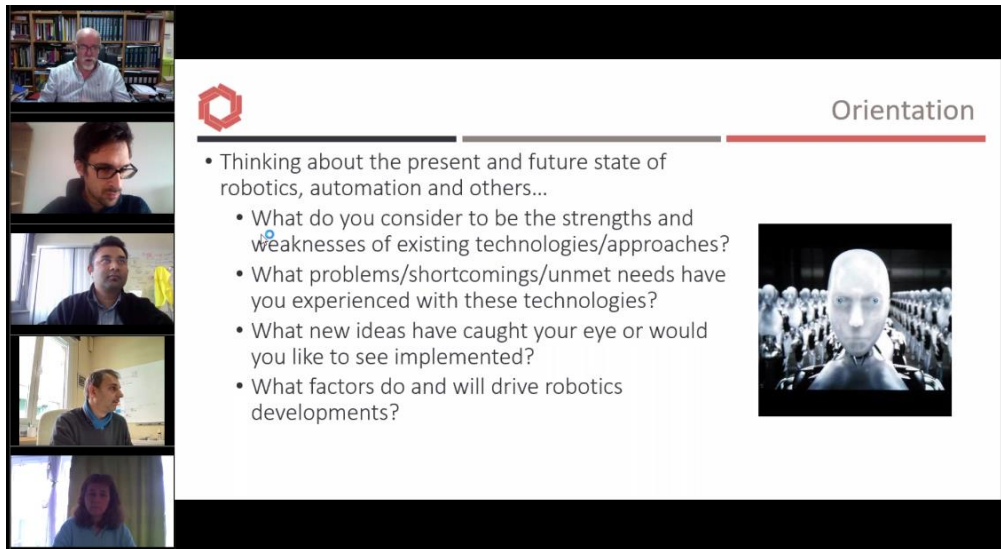 Orientation
• Thinking about the present and future state of
robotics, automation and others...
• What do you consider to be the strengths and
weaknesses of existing technologies/approaches?
• What problems/shortcomings/unmet needs have
you experienced with these technologies?
• What new ideas have caught your eye or would
you like to see implemented?
• What factors do and will drive robotics
developments?